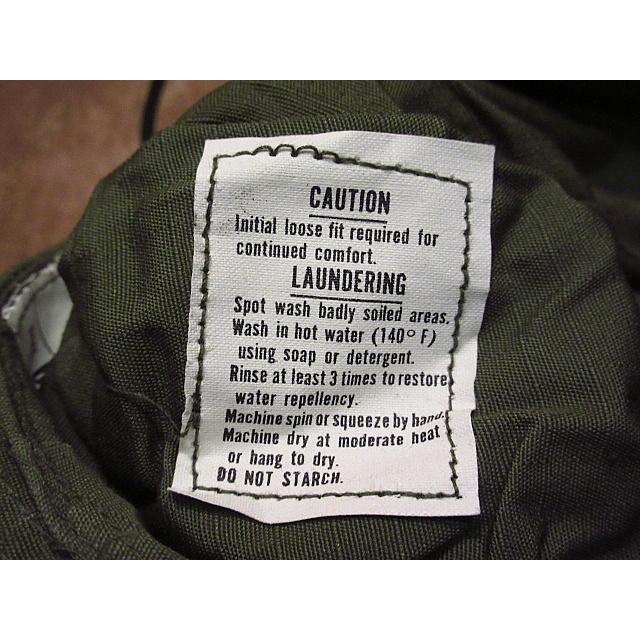 CAUTION
Initial loose fit required for
continued comfort.
LAUNDERING
Spot wash badly soiled areas.
Wash in hot water (140° F)
using soap or detergent.
Rinse at least 3 times to restore
water repellency.
Machine spin or squeeze by hand.
Machine dry at moderate heat
or hang to dry.
DO NOT STARCH.